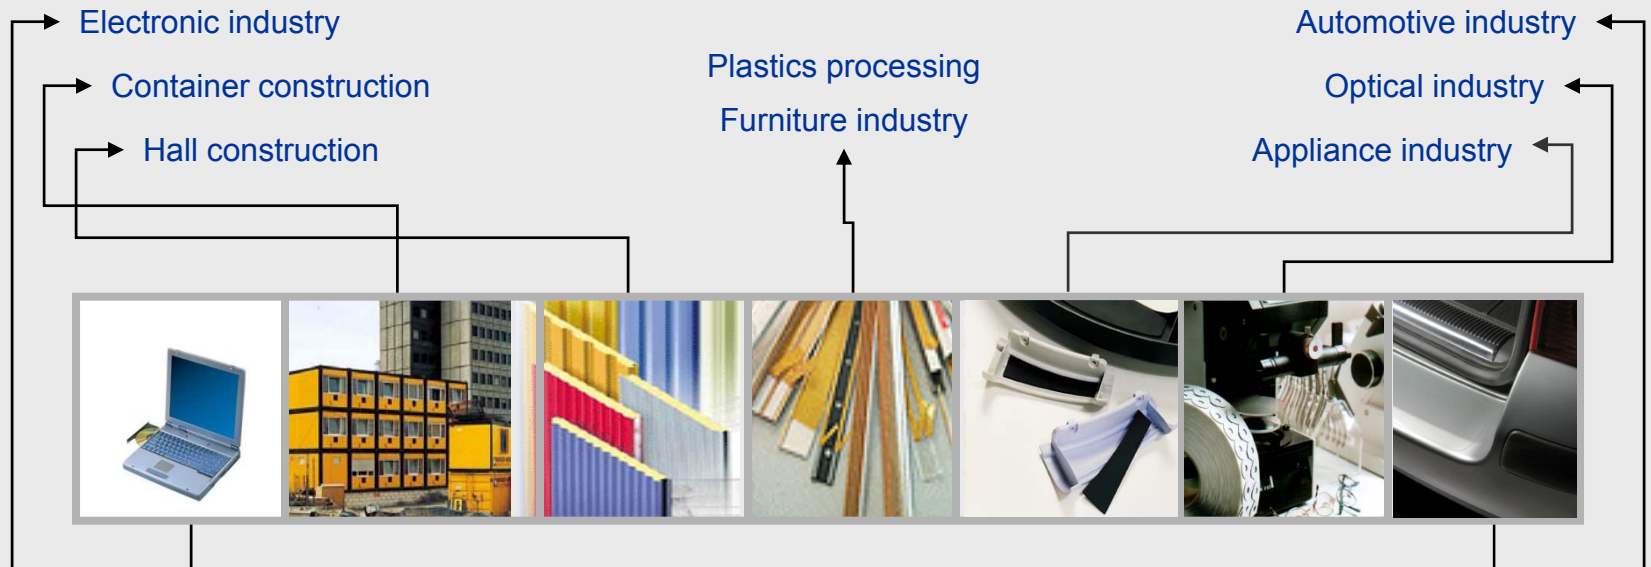 Electronic industry
Container construction
Hall construction
Plastics processing
Furniture industry
Automotive industry
Optical industry
Appliance industry